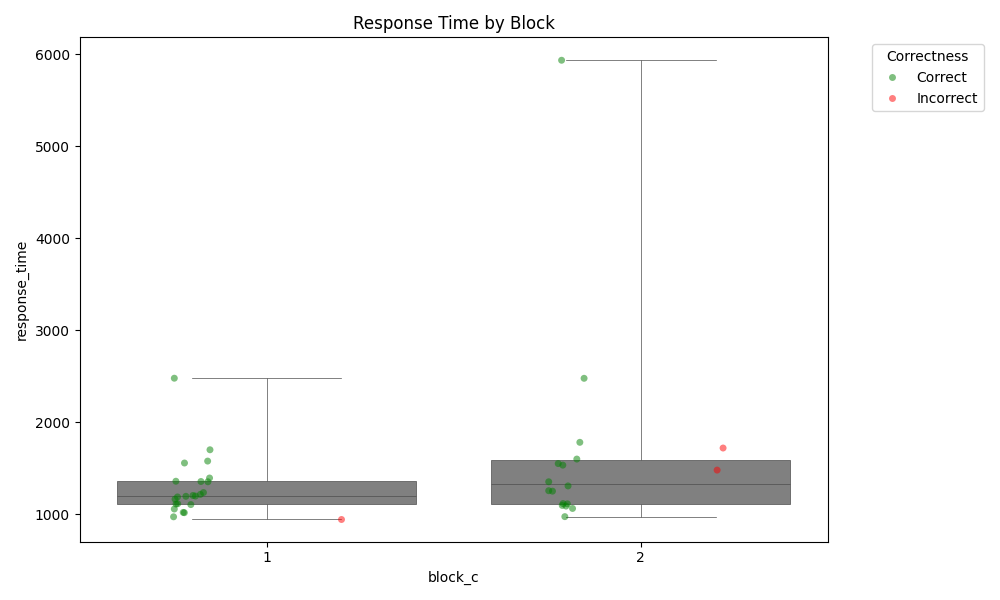 Response Time by Block
Correctness
Correct
Incorrect
6000
5000
4000
3000
2000
1000
response_time
1
2
block_c